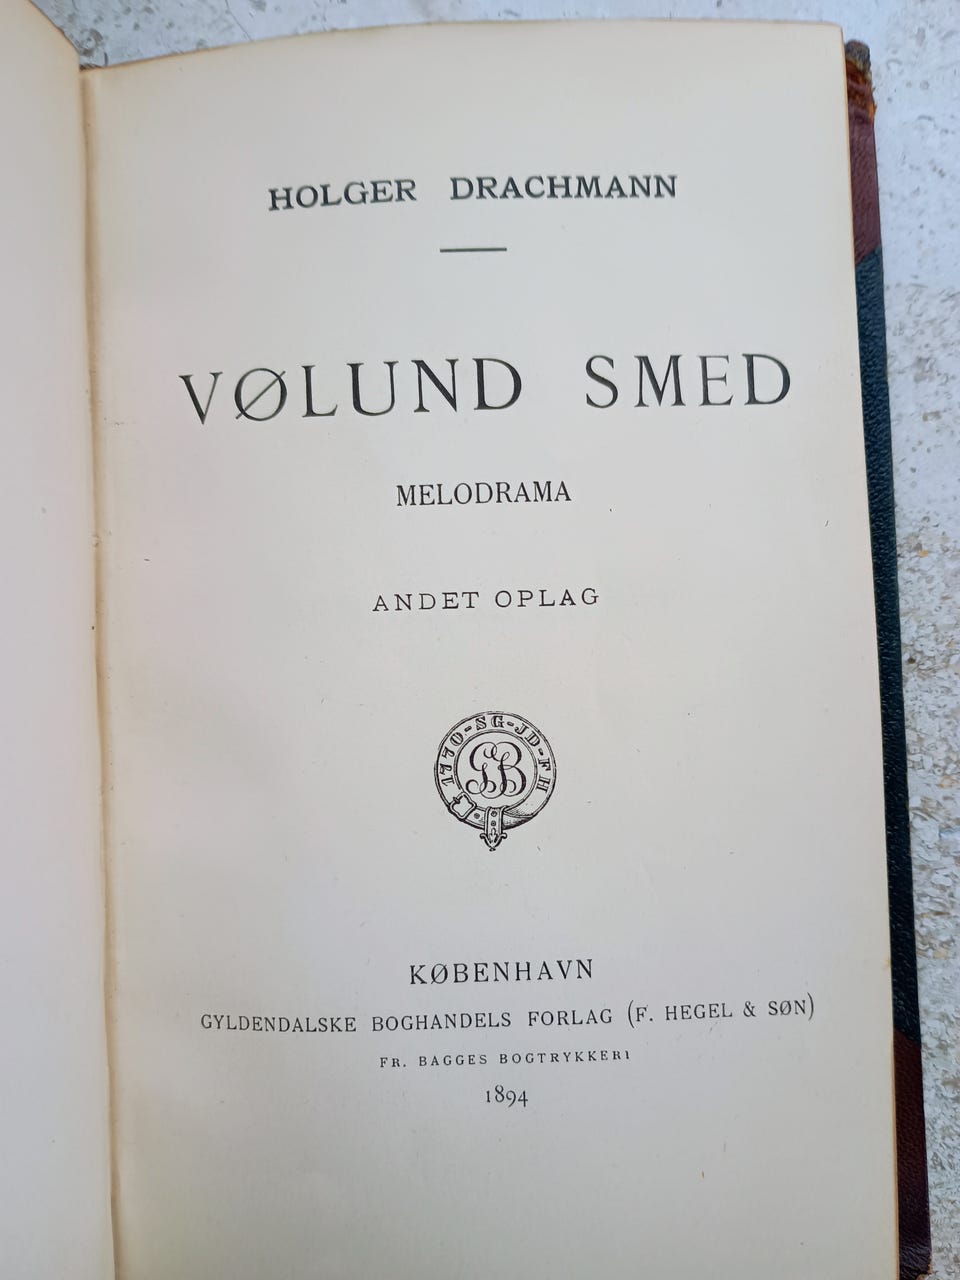 HOLGER DRACHMANN
VØLUND SMED
MELODRAMA
ANDET OPLAG
1770-SG-JD-FH
GB
KØBENHAVN
GYLDENDALSKE BOGHANDELS FORLAG (F. HEGEL & SØN)
FR. BAGGES BOGTRYKKERI
1894